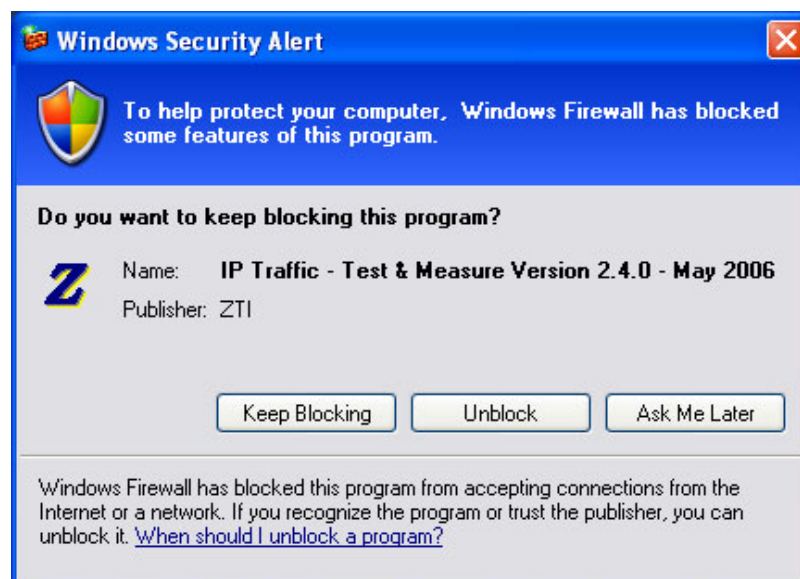 Windows Security Alert
To help protect your computer, Windows Firewall has blocked
some features of this program.
Do you want to keep blocking this program?
Z
Name: IP Traffic - Test & Measure Version 2.4.0 - May 2006
Publisher: ZTI
Keep Blocking Unblock Ask Me Later
Windows Firewall has blocked this program from accepting connections from the
Internet or a network. If you recognize the program or trust the publisher, you can
unblock it. When should I unblock a program?